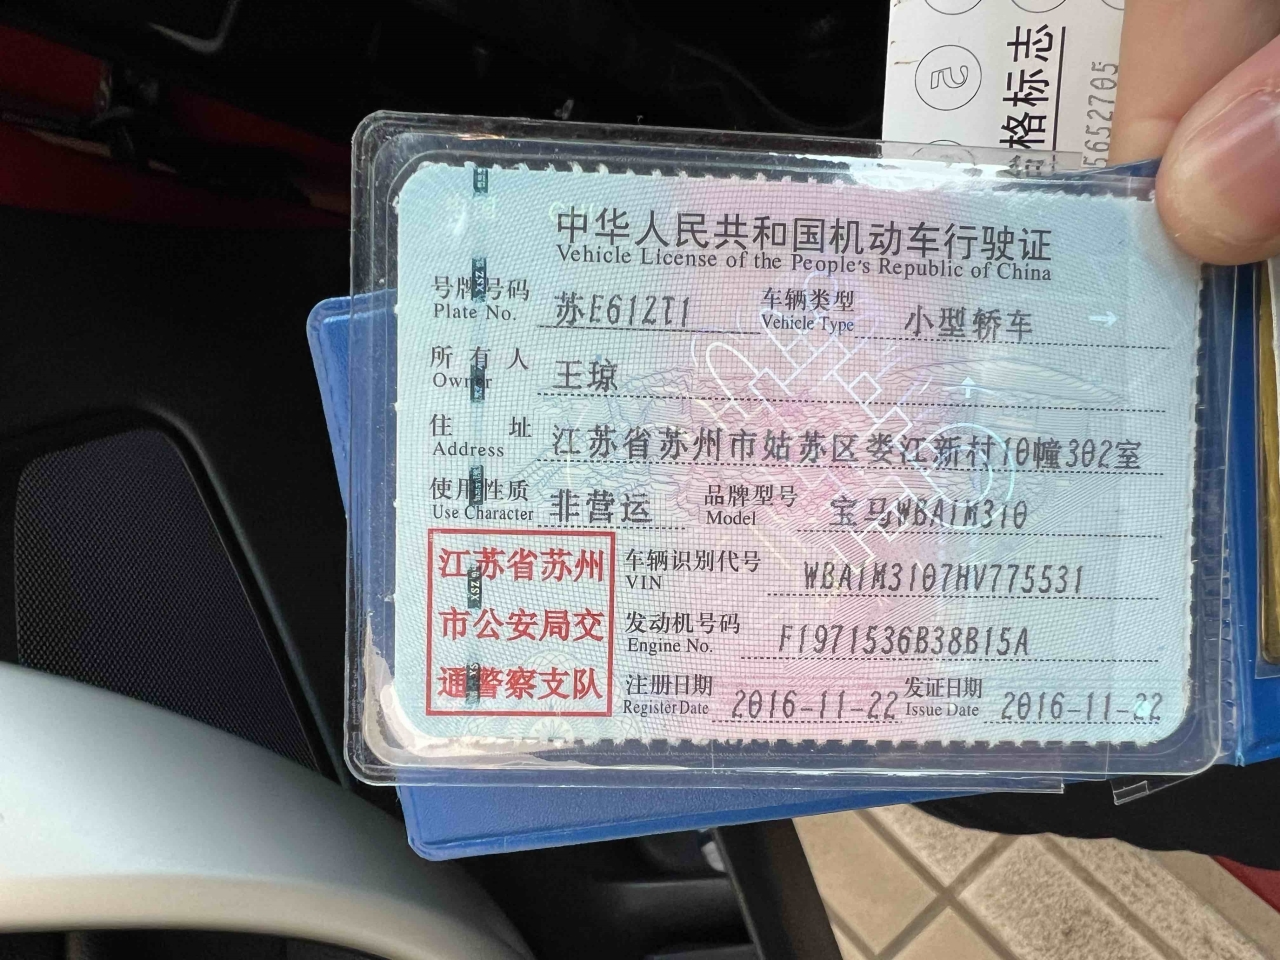 格标志
5652705
中华人民共和国机动车行驶证
Vehicle License of the People's Republic of China
号牌号码 苏E612T1 车辆类型 小型轿车
Plate No. Vehicle Type
所有人 王琼
Owner
住址 江苏省苏州市姑苏区娄江新村10幢302室
Address
使用性质 非营运 品牌型号 宝马WBA1M310
Use Character Model
江苏省苏州
市公安局交
通警察支队
车辆识别代号 WBA1M3107HV775531
VIN
发动机号码 F1971536B38B15A
Engine No.
注册日期 2016-11-22 发证日期 2016-11-22
Register Date Issue Date